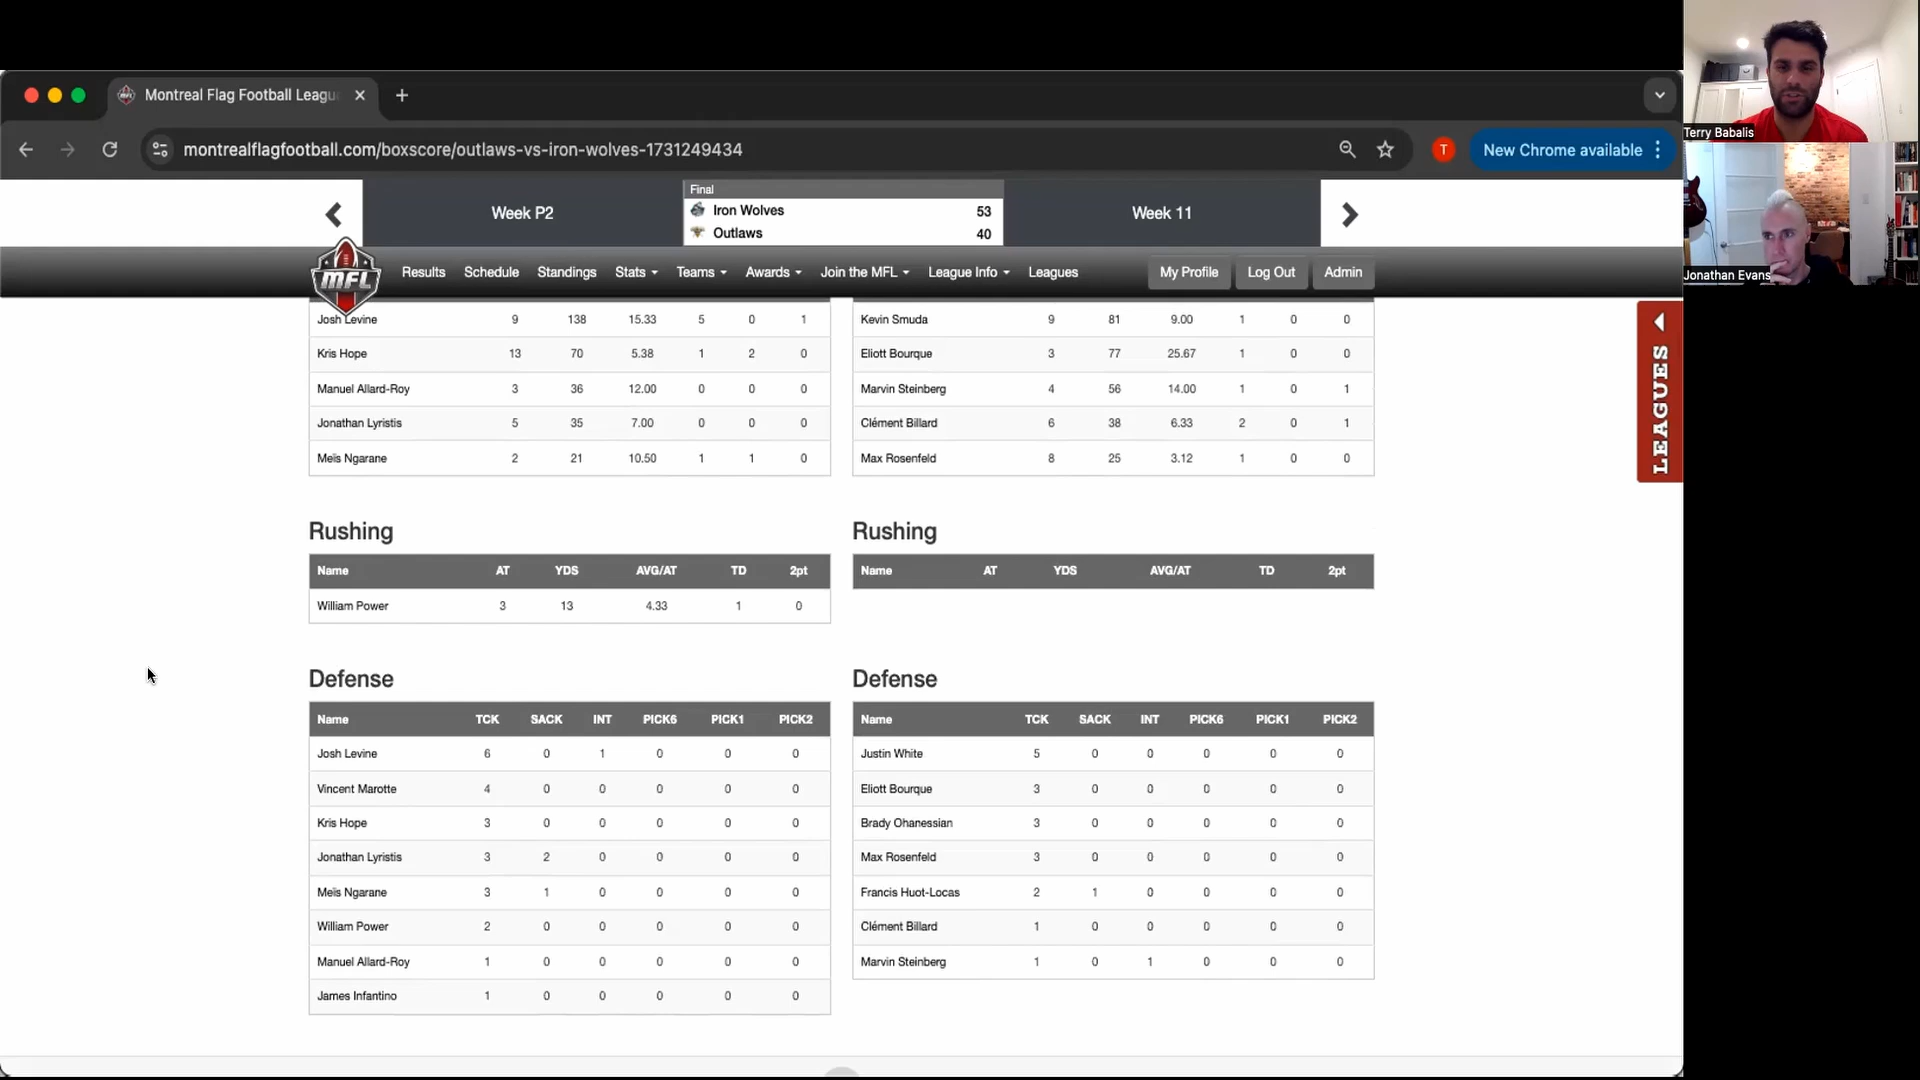 Montreal Flag Football Leagu
montrealflagfootball.com/boxscore/outlaws-vs-iron-wolves-1731249434
T
New Chrome available
Terry Babalis
Jonathan Evans
Week P2
Final
Iron Wolves 53
Outlaws 40
Week 11
MFL
Results Schedule Standings Stats Teams Awards Join the MFL League Info Leagues My Profile Log Out Admin
LEAGUES
Josh Levine 9 138 15.33 5 0 1
Kris Hope 13 70 5.38 1 2 0
Manuel Allard-Roy 3 36 12.00 0 0 0
Jonathan Lyristis 5 35 7.00 0 0 0
Meïs Ngarane 2 21 10.50 1 1 0
Kevin Smuda 9 81 9.00 1 0 0
Eliott Bourque 3 77 25.67 1 0 0
Marvin Steinberg 4 56 14.00 1 0 1
Clément Billard 6 38 6.33 2 0 1
Max Rosenfeld 8 25 3.12 1 0 0
Rushing
Name AT YDS AVG/AT TD 2pt
William Power 3 13 4.33 1 0
Rushing
Name AT YDS AVG/AT TD 2pt
Defense
Name TCK SACK INT PICK6 PICK1 PICK2
Josh Levine 6 0 1 0 0 0
Vincent Marotte 4 0 0 0 0 0
Kris Hope 3 0 0 0 0 0
Jonathan Lyristis 3 2 0 0 0 0
Meïs Ngarane 3 1 0 0 0 0
William Power 2 0 0 0 0 0
Manuel Allard-Roy 1 0 0 0 0 0
James Infantino 1 0 0 0 0 0
Defense
Name TCK SACK INT PICK6 PICK1 PICK2
Justin White 5 0 0 0 0 0
Eliott Bourque 3 0 0 0 0 0
Brady Ohanessian 3 0 0 0 0 0
Max Rosenfeld 3 0 0 0 0 0
Francis Huot-Locas 2 1 0 0 0 0
Clément Billard 1 0 0 0 0 0
Marvin Steinberg 1 0 1 0 0 0